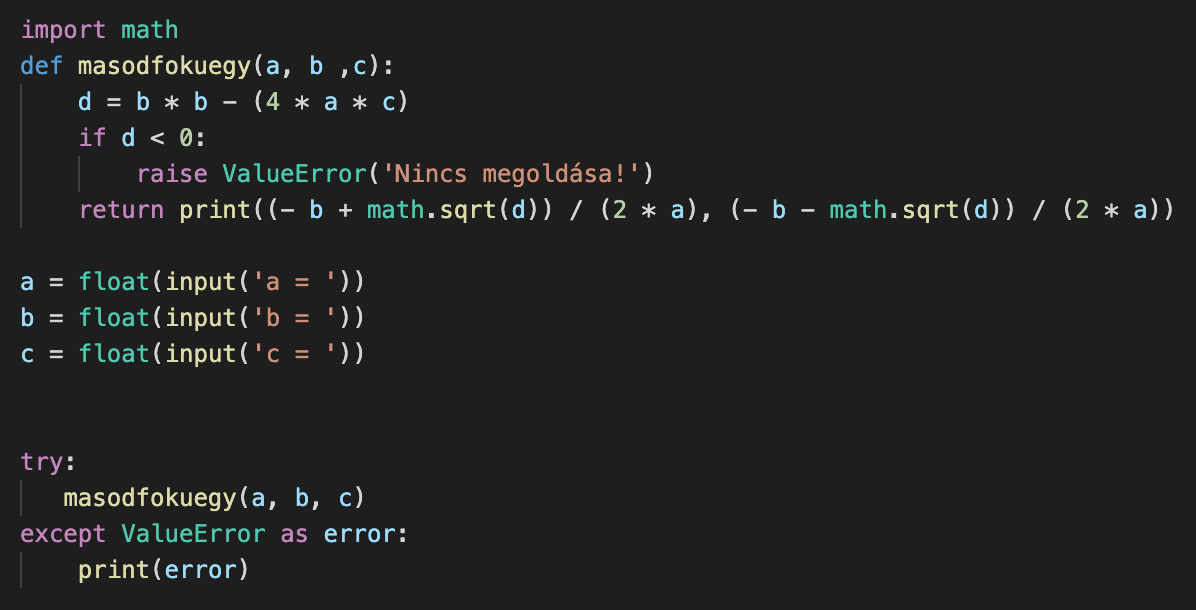 import math
def masodfokuegy(a, b ,c):
    d = b * b - (4 * a * c)
    if d < 0:
        raise ValueError('Nincs megoldása!')
    return print((- b + math.sqrt(d)) / (2 * a), (- b - math.sqrt(d)) / (2 * a))

a = float(input('a = '))
b = float(input('b = '))
c = float(input('c = '))


try:
   masodfokuegy(a, b, c)
except ValueError as error:
    print(error)